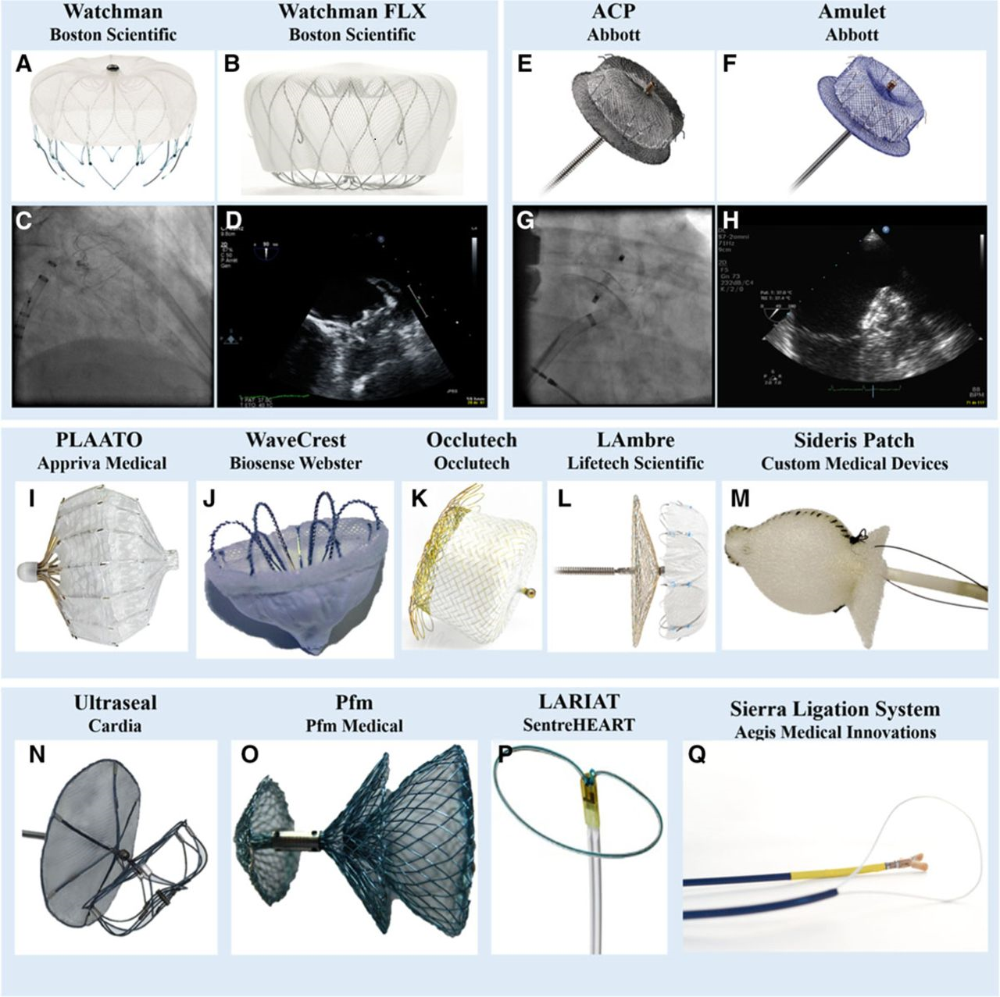 Watchman
Boston Scientific
Watchman FLX
Boston Scientific
ACP
Abbott
Amulet
Abbott
A
B
E
F
C
D
G
H
PLAATO
Appriva Medical
WaveCrest
Biosense Webster
Occlutech
Occlutech
LAmbre
Lifetech Scientific
Sideris Patch
Custom Medical Devices
I
J
K
L
M
Ultraseal
Cardia
Pfm
Pfm Medical
LARIAT
SentreHEART
Sierra Ligation System
Aegis Medical Innovations
N
O
P
Q